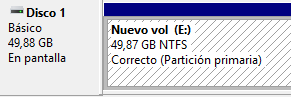 Disco 1
Básico
49,88 GB
En pantalla
Nuevo vol (E:)
49,87 GB NTFS
Correcto (Partición primaria)